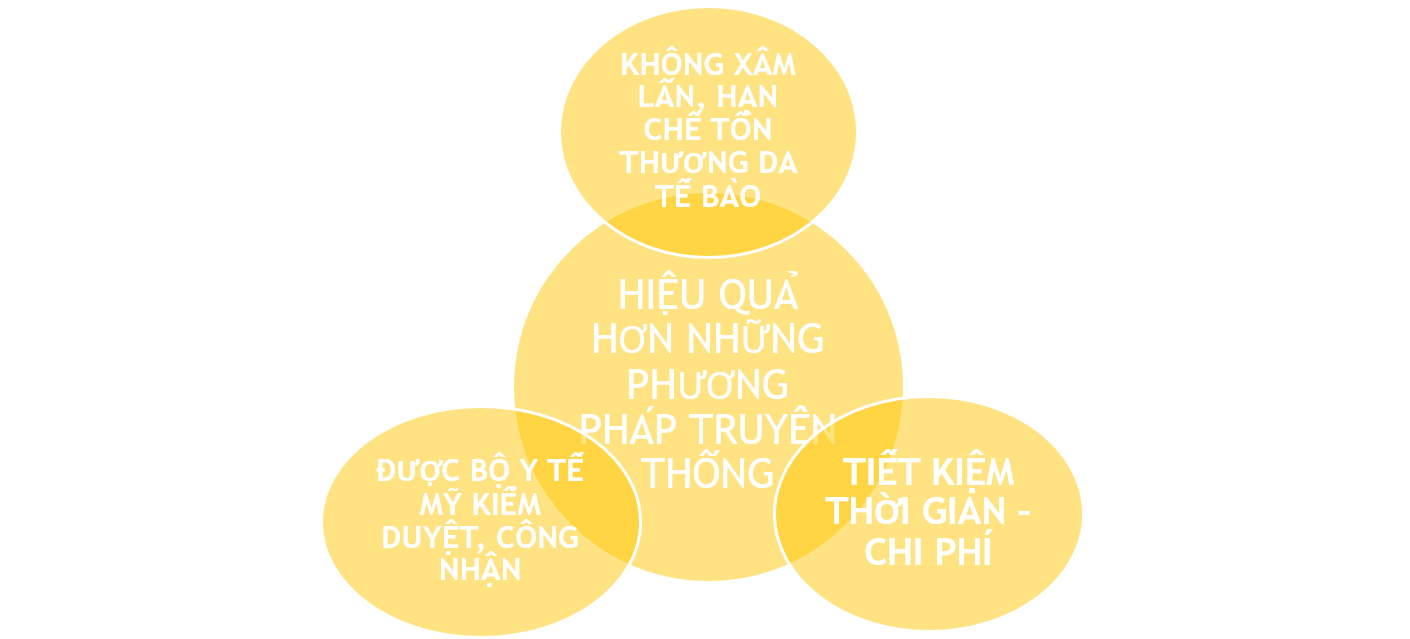 KHÔNG XÂM
LẤN, HẠN
CHẾ TỔN
THƯƠNG DA
TẾ BÀO
HIỆU QUẢ
HƠN NHỮNG
PHƯƠNG
PHÁP TRUYỀN
THỐNG
ĐƯỢC BỘ Y TẾ
MỸ KIỂM
DUYỆT, CÔNG
NHẬN
TIẾT KIỆM
THỜI GIAN –
CHI PHÍ